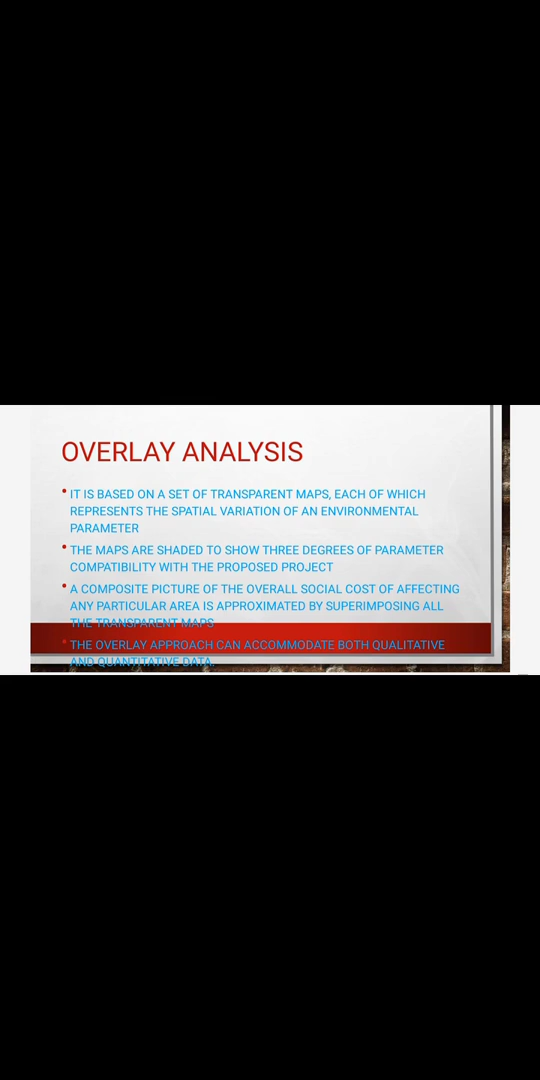 OVERLAY ANALYSIS
• IT IS BASED ON A SET OF TRANSPARENT MAPS, EACH OF WHICH
REPRESENTS THE SPATIAL VARIATION OF AN ENVIRONMENTAL
PARAMETER
• THE MAPS ARE SHADED TO SHOW THREE DEGREES OF PARAMETER
COMPATIBILITY WITH THE PROPOSED PROJECT
• A COMPOSITE PICTURE OF THE OVERALL SOCIAL COST OF AFFECTING
ANY PARTICULAR AREA IS APPROXIMATED BY SUPERIMPOSING ALL
THE TRANSPARENT MAPS
• THE OVERLAY APPROACH CAN ACCOMMODATE BOTH QUALITATIVE
AND QUANTITATIVE DATA.